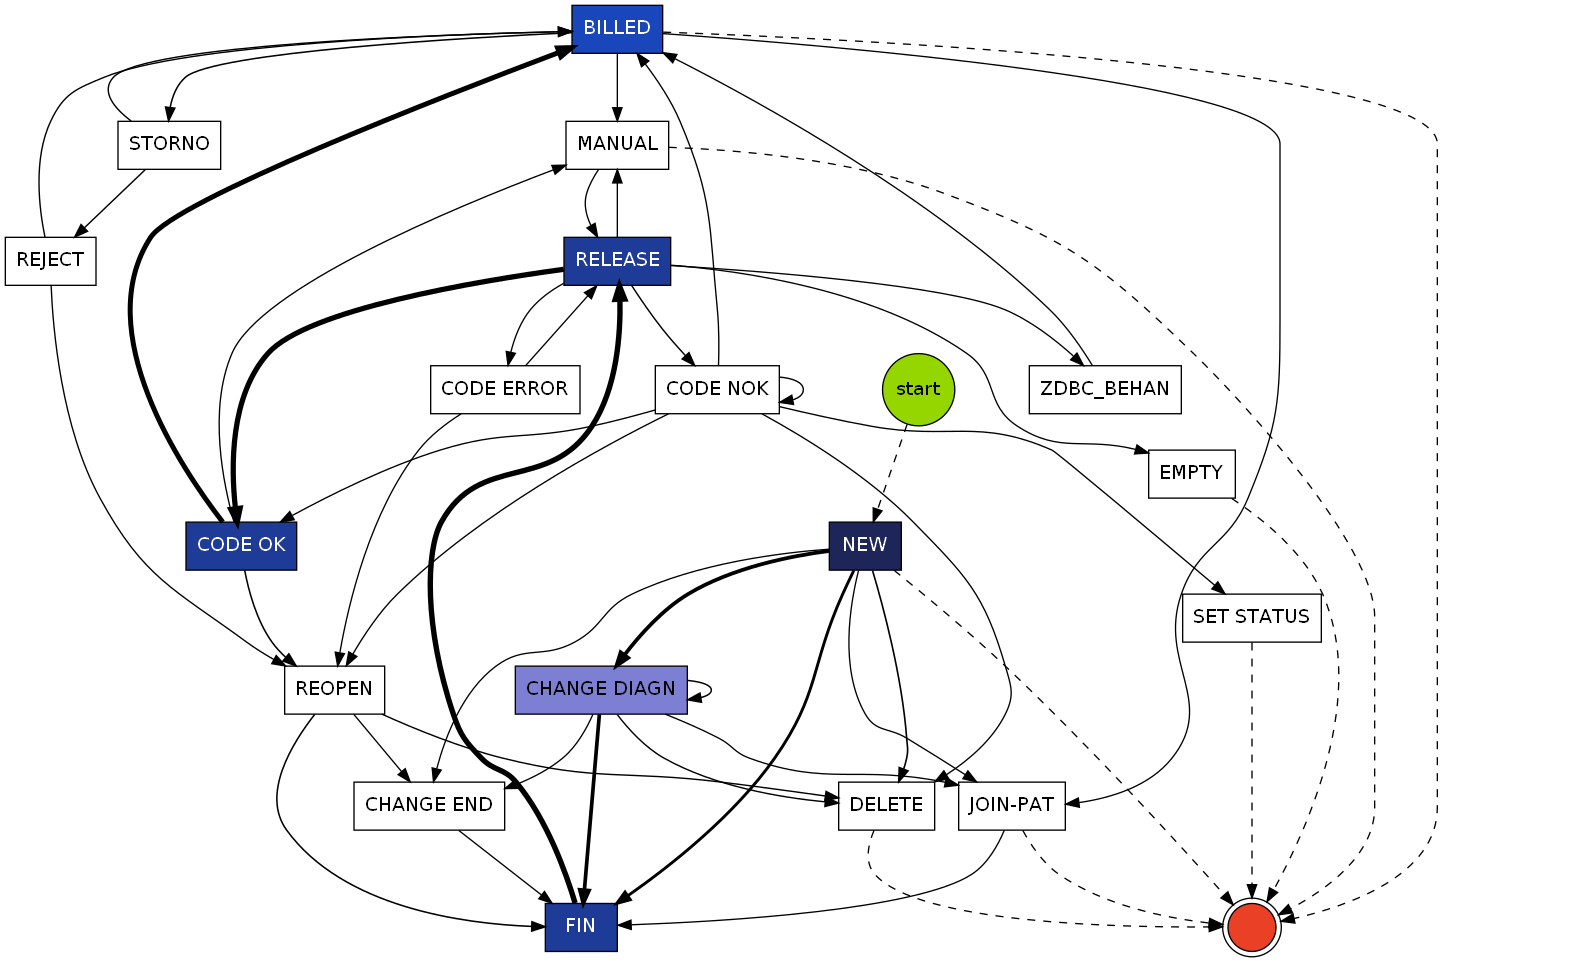 BILLED
STORNO
MANUAL
REJECT
RELEASE
CODE ERROR
CODE NOK
start
ZDBC_BEHAN
EMPTY
CODE OK
NEW
SET STATUS
REOPEN
CHANGE DIAGN
CHANGE END
DELETE
JOIN-PAT
FIN